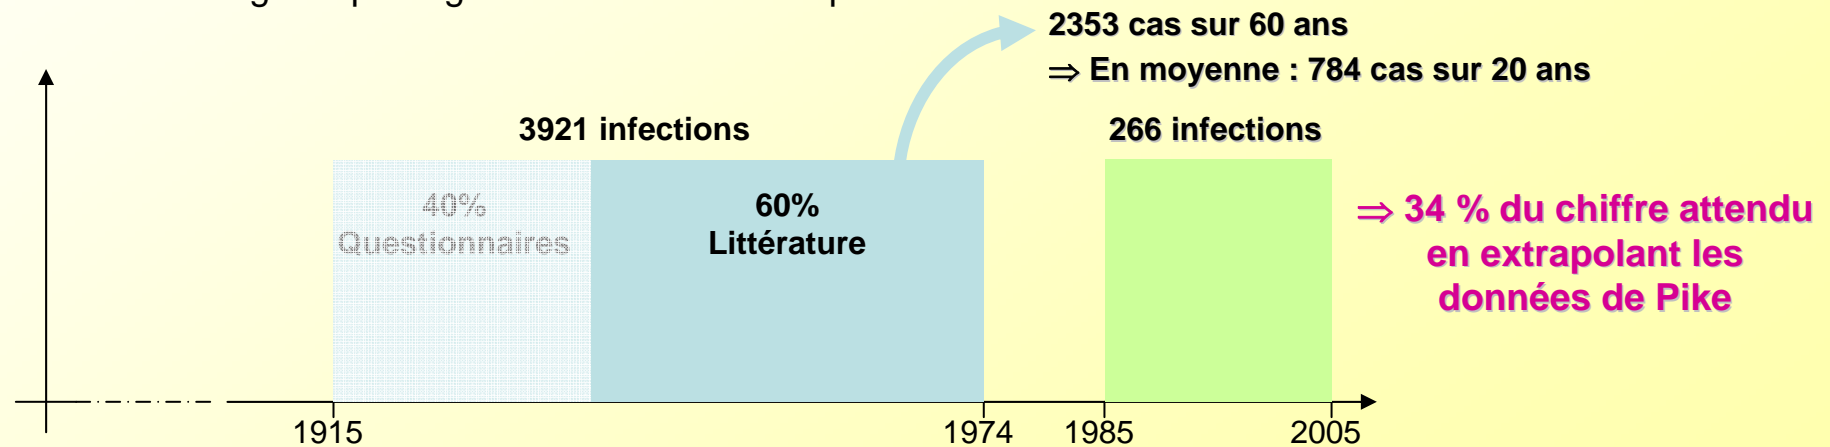 2353 cas sur 60 ans
⇒ En moyenne : 784 cas sur 20 ans
3921 infections
266 infections
40%
Questionnaires
60%
Littérature
⇒ 34 % du chiffre attendu
en extrapolant les
données de Pike
1915
1974
1985
2005